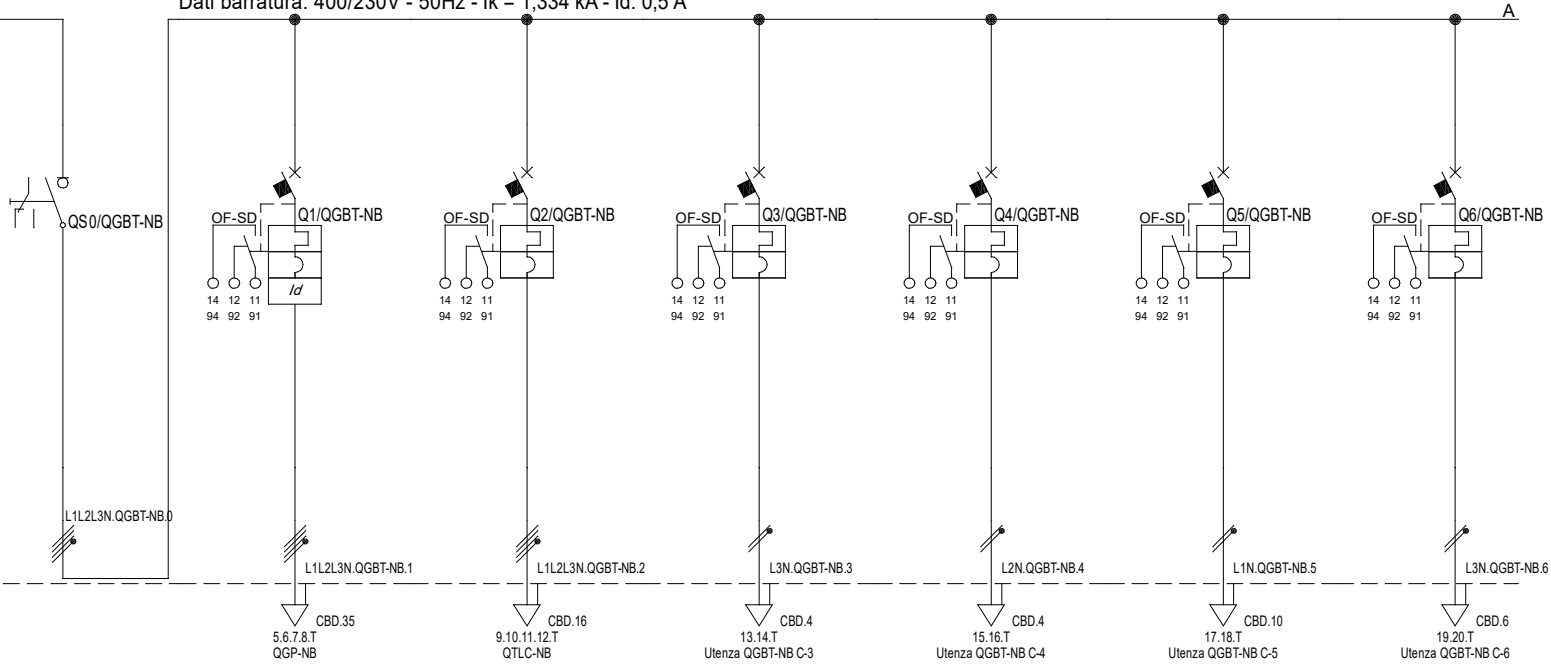 Dati barratura: 400/230V - 50Hz - Ik = 1,334 kA - Id: 0,5 A
A
QS0/QGBT-NB
OF-SD Q1/QGBT-NB
OF-SD Q2/QGBT-NB
OF-SD Q3/QGBT-NB
OF-SD Q4/QGBT-NB
OF-SD Q5/QGBT-NB
OF-SD Q6/QGBT-NB
Id
14 12 11
94 92 91
14 12 11
94 92 91
14 12 11
94 92 91
14 12 11
94 92 91
14 12 11
94 92 91
14 12 11
94 92 91
L1L2L3N.QGBT-NB.0
L1L2L3N.QGBT-NB.1
L1L2L3N.QGBT-NB.2
L3N.QGBT-NB.3
L2N.QGBT-NB.4
L1N.QGBT-NB.5
L3N.QGBT-NB.6
CBD.35
5.6.7.8.T
QGP-NB
CBD.16
9.10.11.12.T
QTLC-NB
CBD.4
13.14.T
Utenza QGBT-NB C-3
CBD.4
15.16.T
Utenza QGBT-NB C-4
CBD.10
17.18.T
Utenza QGBT-NB C-5
CBD.6
19.20.T
Utenza QGBT-NB C-6